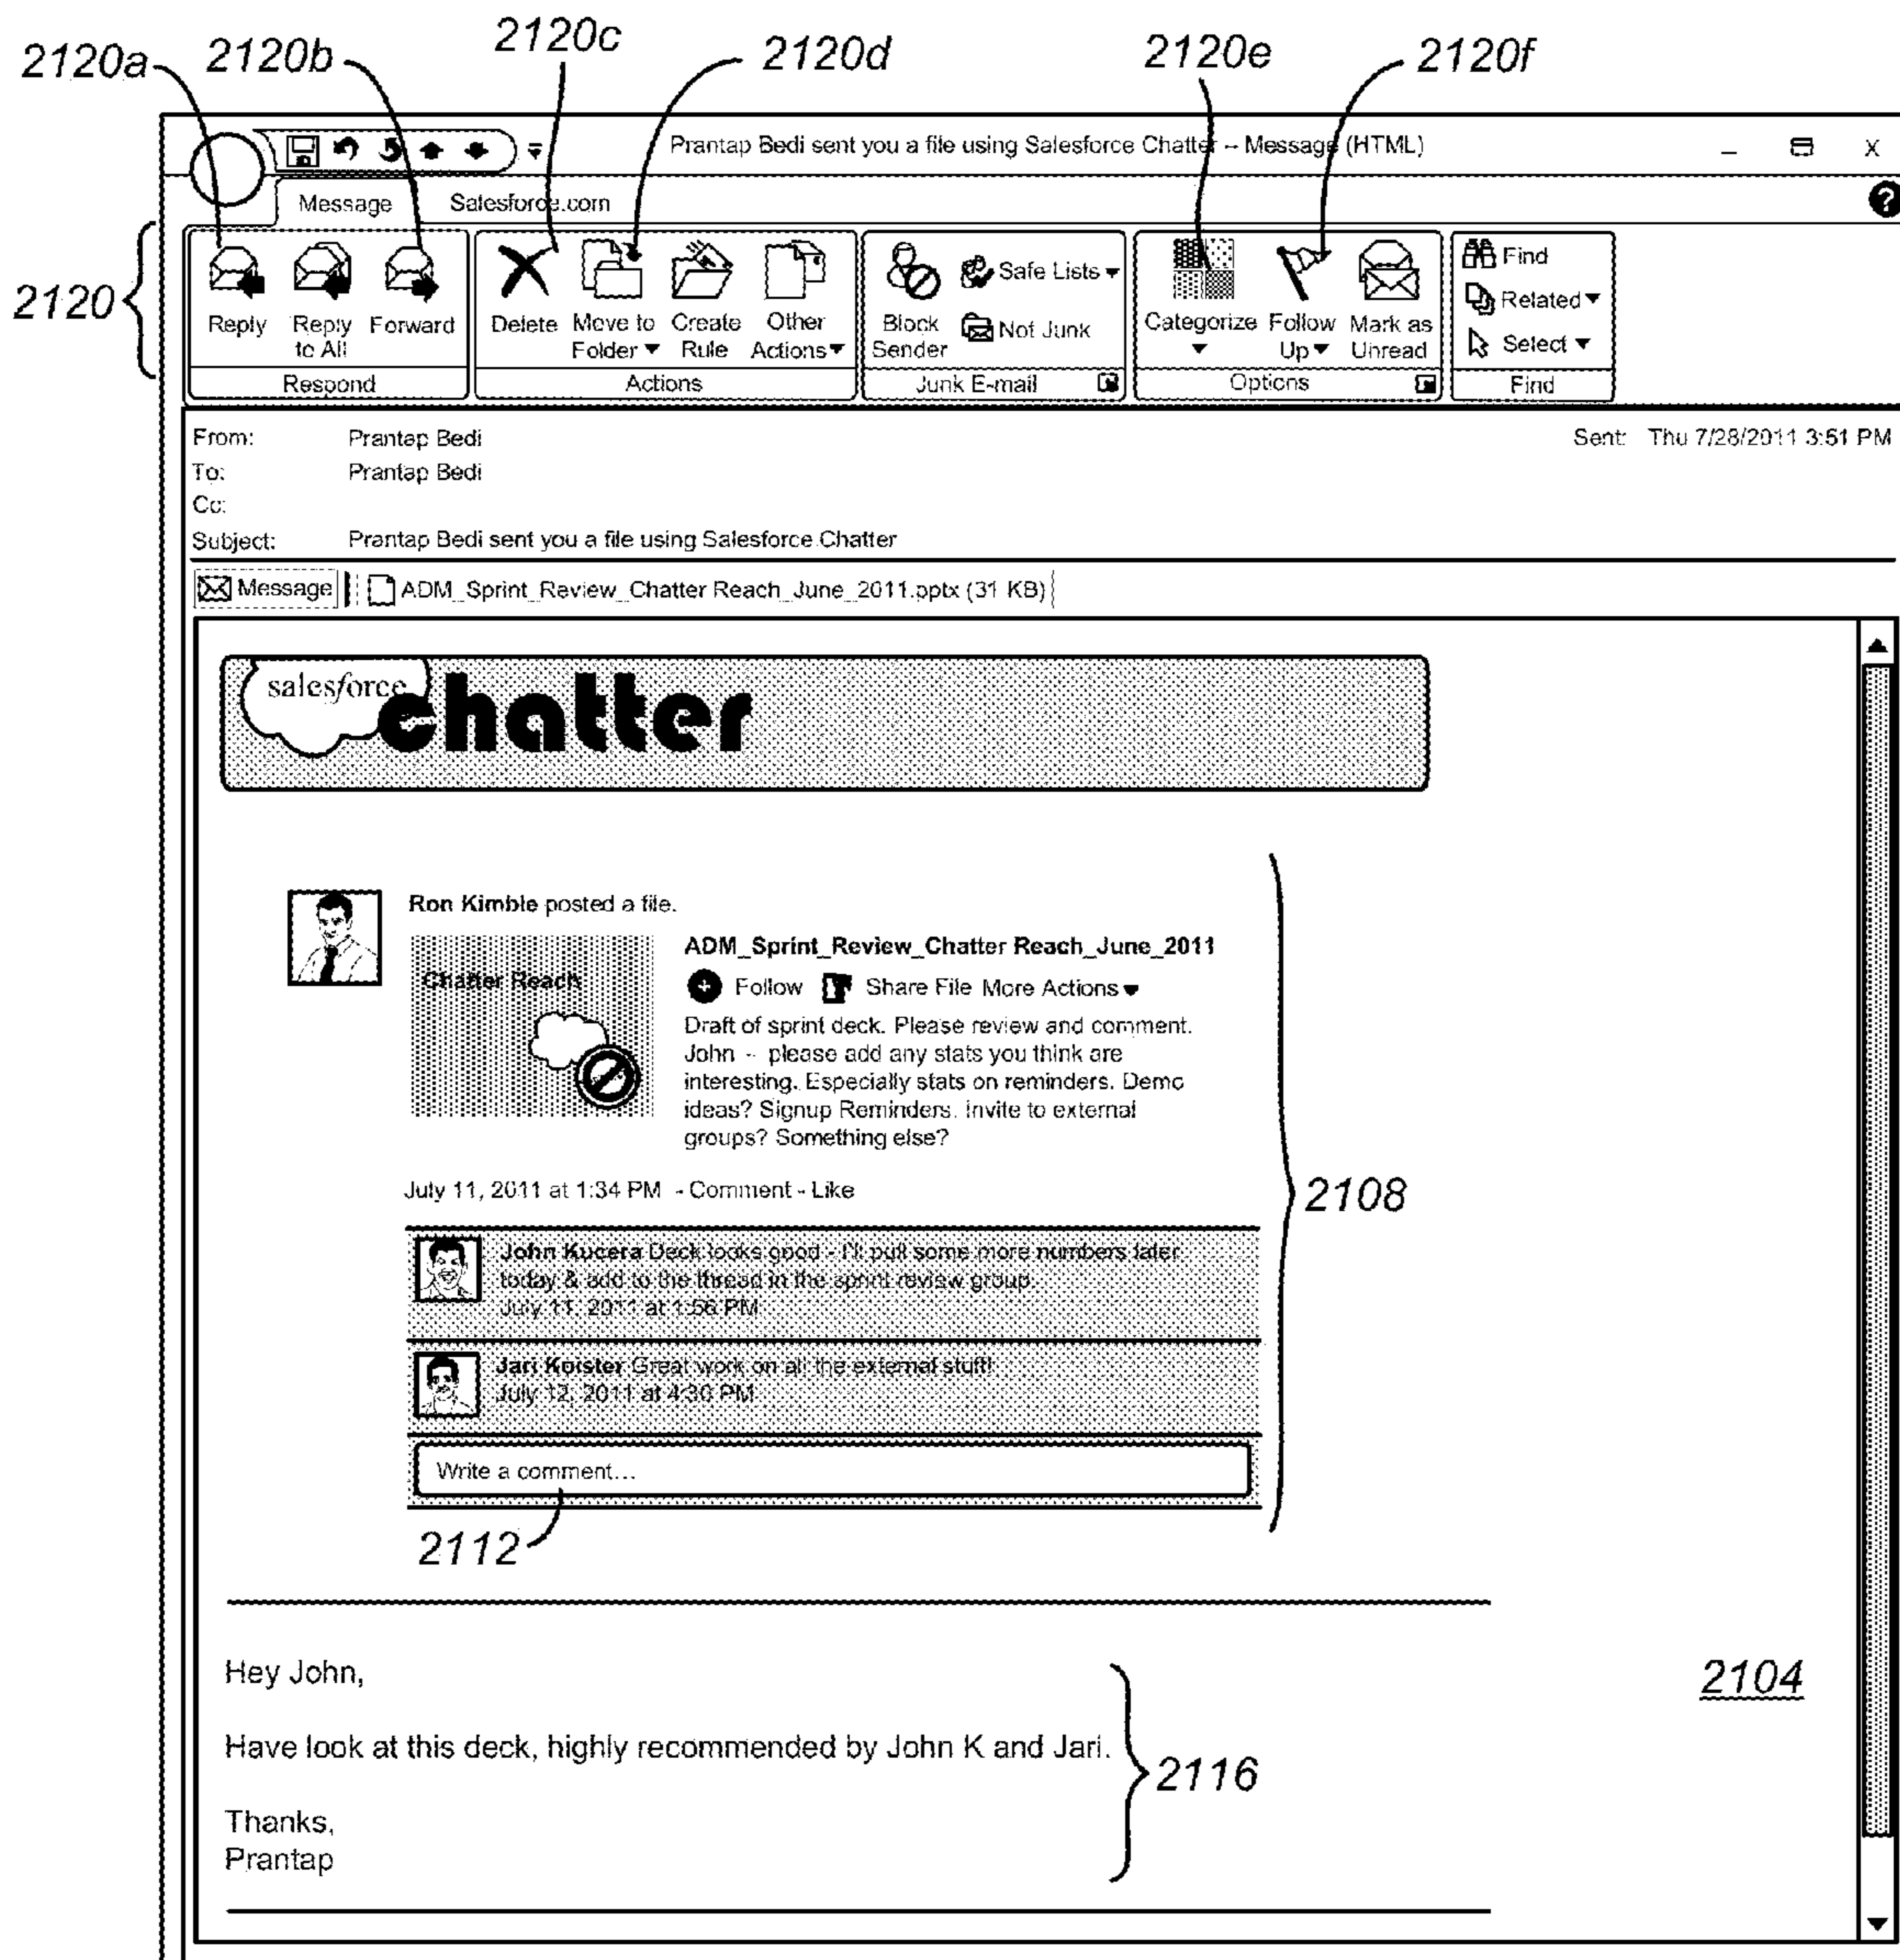 2120a 2120b 2120c 2120d 2120e 2120f
Prantap Bedi sent you a file using Salesforce Chatter -- Message (HTML) _ X
Message Salesforce.com ?
2120
Safe Lists
Find
Related
Not Junk
Reply Reply Forward Delete Move to Create Other Block Categorize Follow Mark as
to All Folder Rule Actions Sender Up Unread Select
Respond Actions Junk E-mail Options Find
From: Prantap Bedi Sent: Thu 7/28/2011 3:51 PM
To: Prantap Bedi
Cc:
Subject: Prantap Bedi sent you a file using Salesforce Chatter
Message ADM_Sprint_Review_Chatter Reach_June_2011.pptx (31 KB)
salesforce
chatter
Ron Kimble posted a file.
Chatter Reach
ADM_Sprint_Review_Chatter Reach_June_2011
Follow Share File More Actions
Draft of sprint deck. Please review and comment.
John -- please add any stats you think are
interesting. Especially stats on reminders. Demo
ideas? Signup Reminders. Invite to external
groups? Something else?
July 11, 2011 at 1:34 PM - Comment - Like
2108
John Kucera Deck looks good - I'll pull some more numbers later
today & add to the thread in the sprint review group.
July 11, 2011 at 1:56 PM
Jari Koister Great work on all the external stuff!
July 12, 2011 at 4:30 PM
Write a comment...
2112
Hey John,
2104
Have look at this deck, highly recommended by John K and Jari.
2116
Thanks,
Prantap